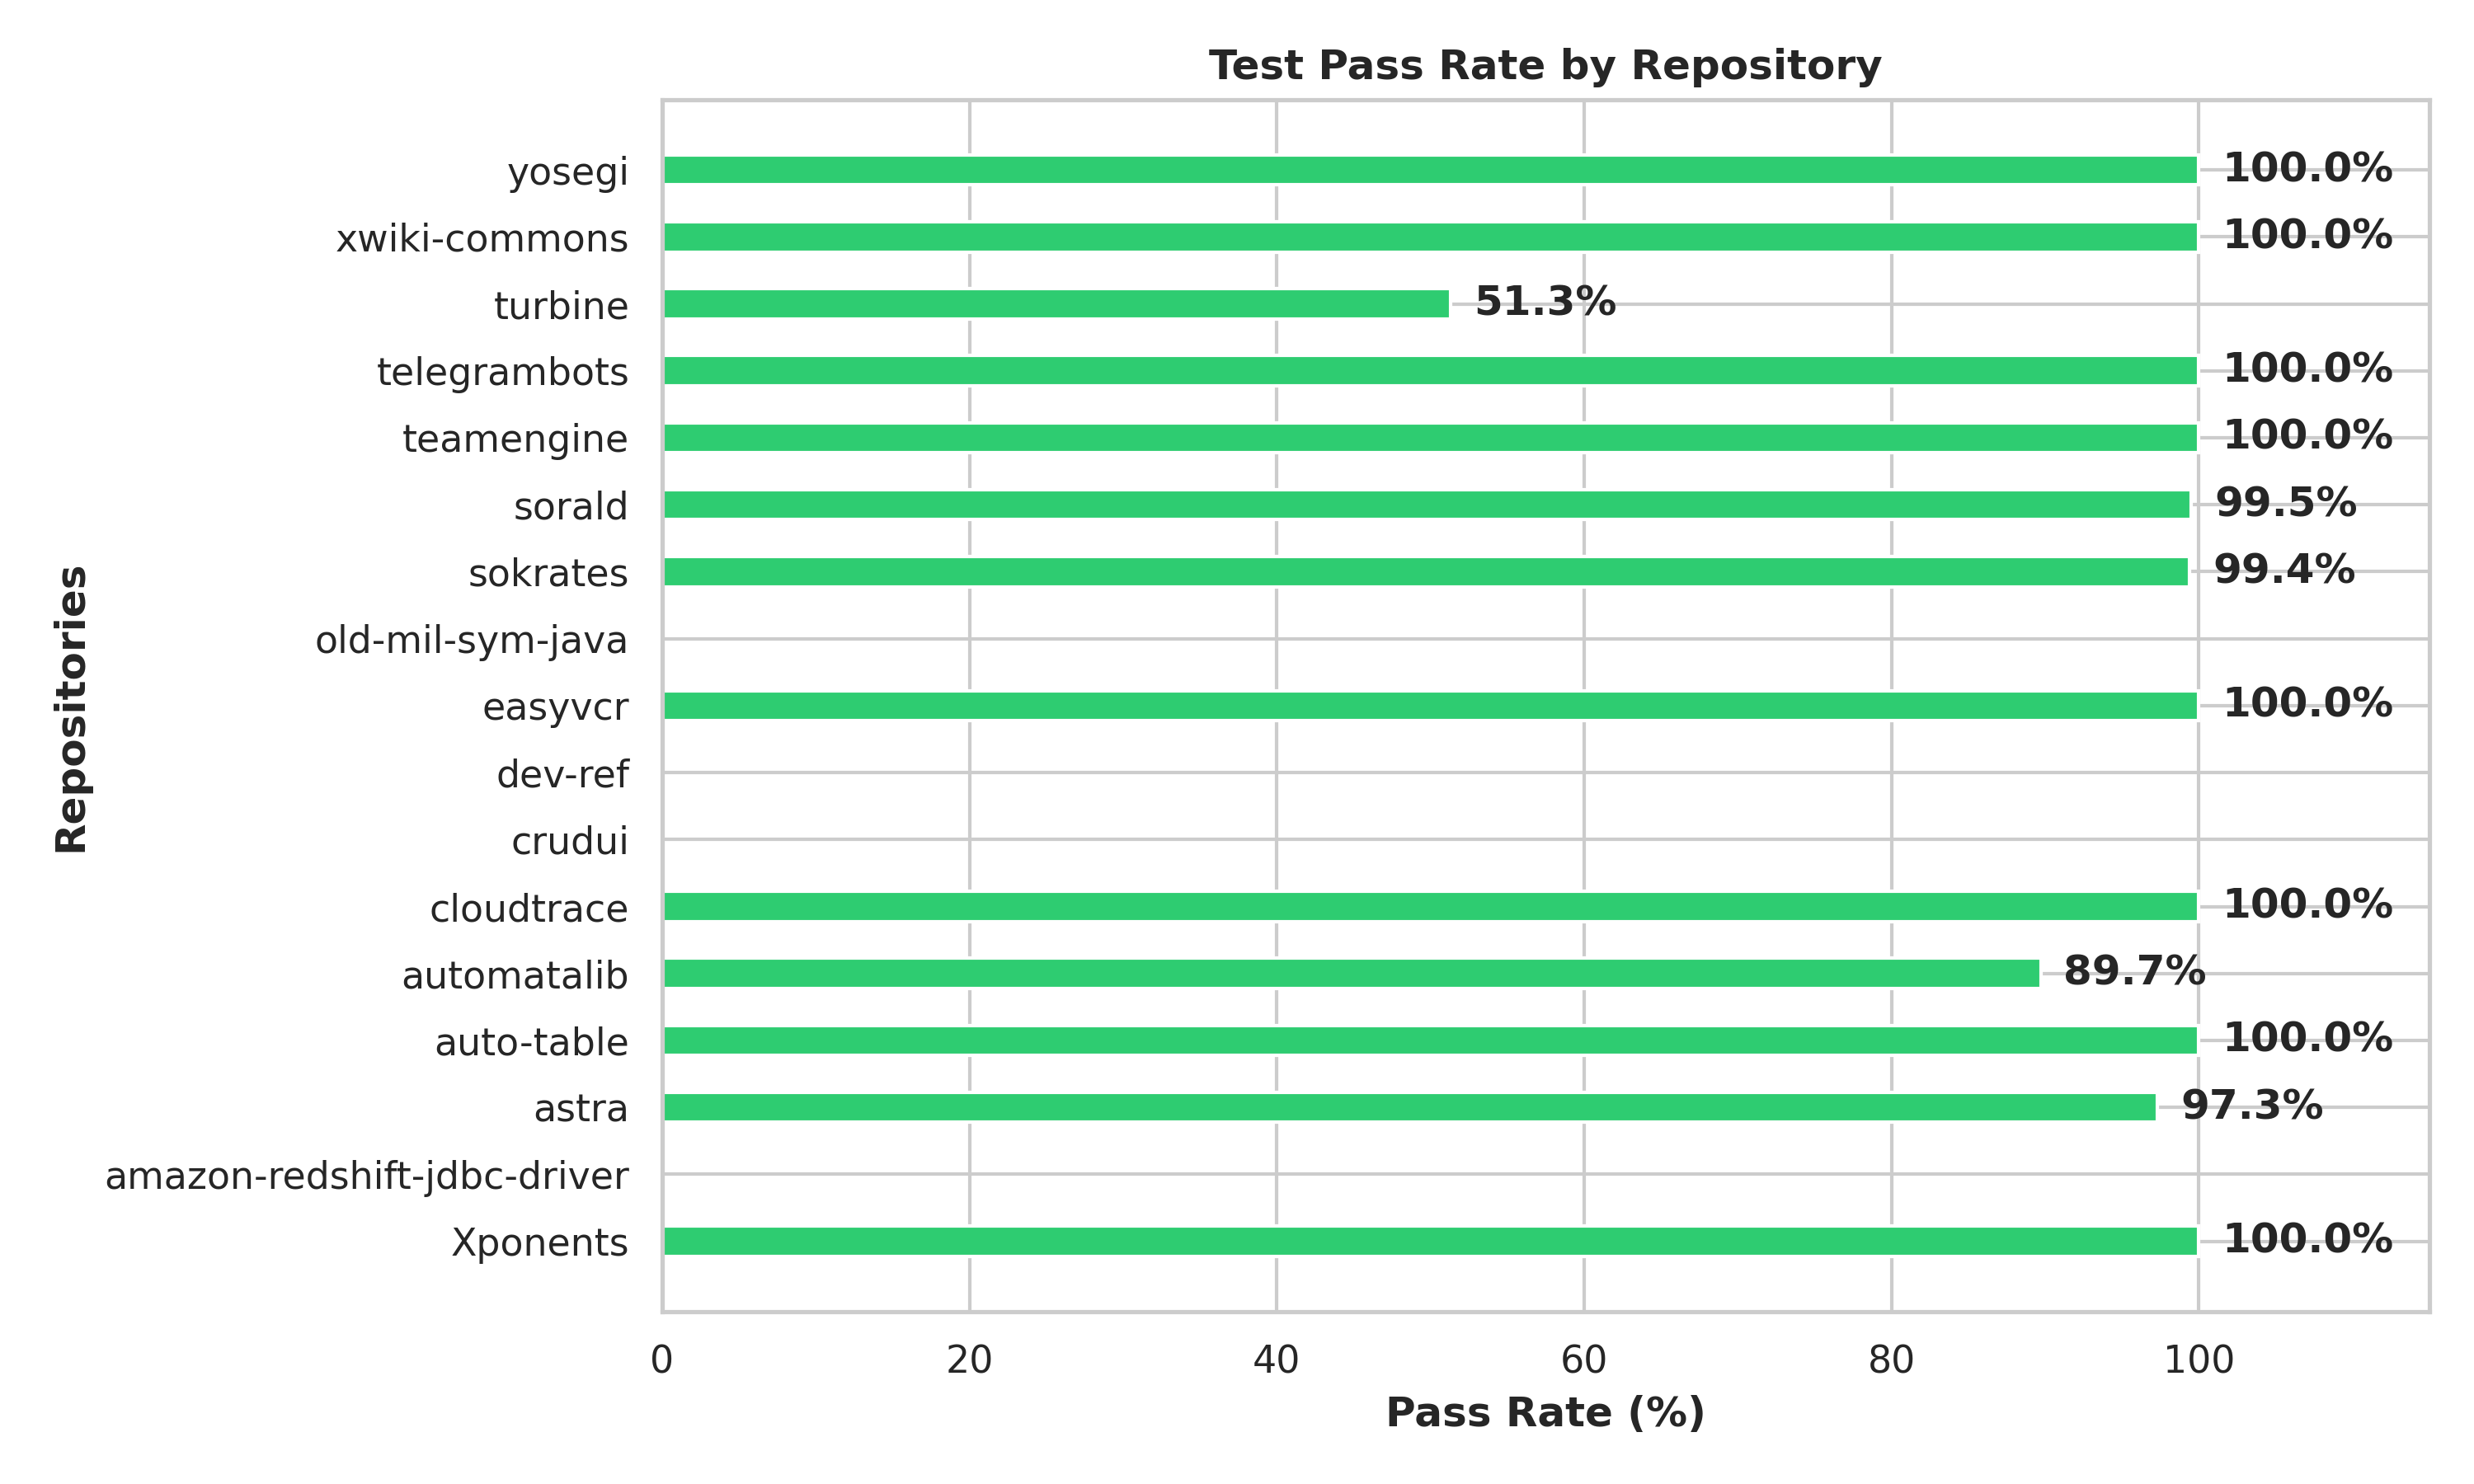 Test Pass Rate by Repository
yosegi 100.0%
xwiki-commons 100.0%
turbine 51.3%
telegrambots 100.0%
teamengine 100.0%
sorald 99.5%
sokrates 99.4%
old-mil-sym-java
easyvcr 100.0%
dev-ref
crudui
cloudtrace 100.0%
automatalib 89.7%
auto-table 100.0%
astra 97.3%
amazon-redshift-jdbc-driver
Xponents 100.0%
Repositories
0 20 40 60 80 100
Pass Rate (%)